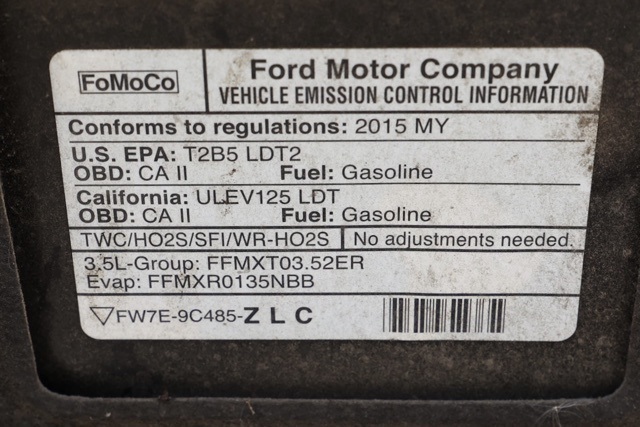 FoMoCo
Ford Motor Company
VEHICLE EMISSION CONTROL INFORMATION
Conforms to regulations: 2015 MY
U.S. EPA: T2B5 LDT2
OBD: CA II Fuel: Gasoline
California: ULEV125 LDT
OBD: CA II Fuel: Gasoline
TWC/HO2S/SFI/WR-HO2S No adjustments needed.
3.5L-Group: FFMXT03.52ER
Evap: FFMXR0135NBB
▽FW7E-9C485-Z L C